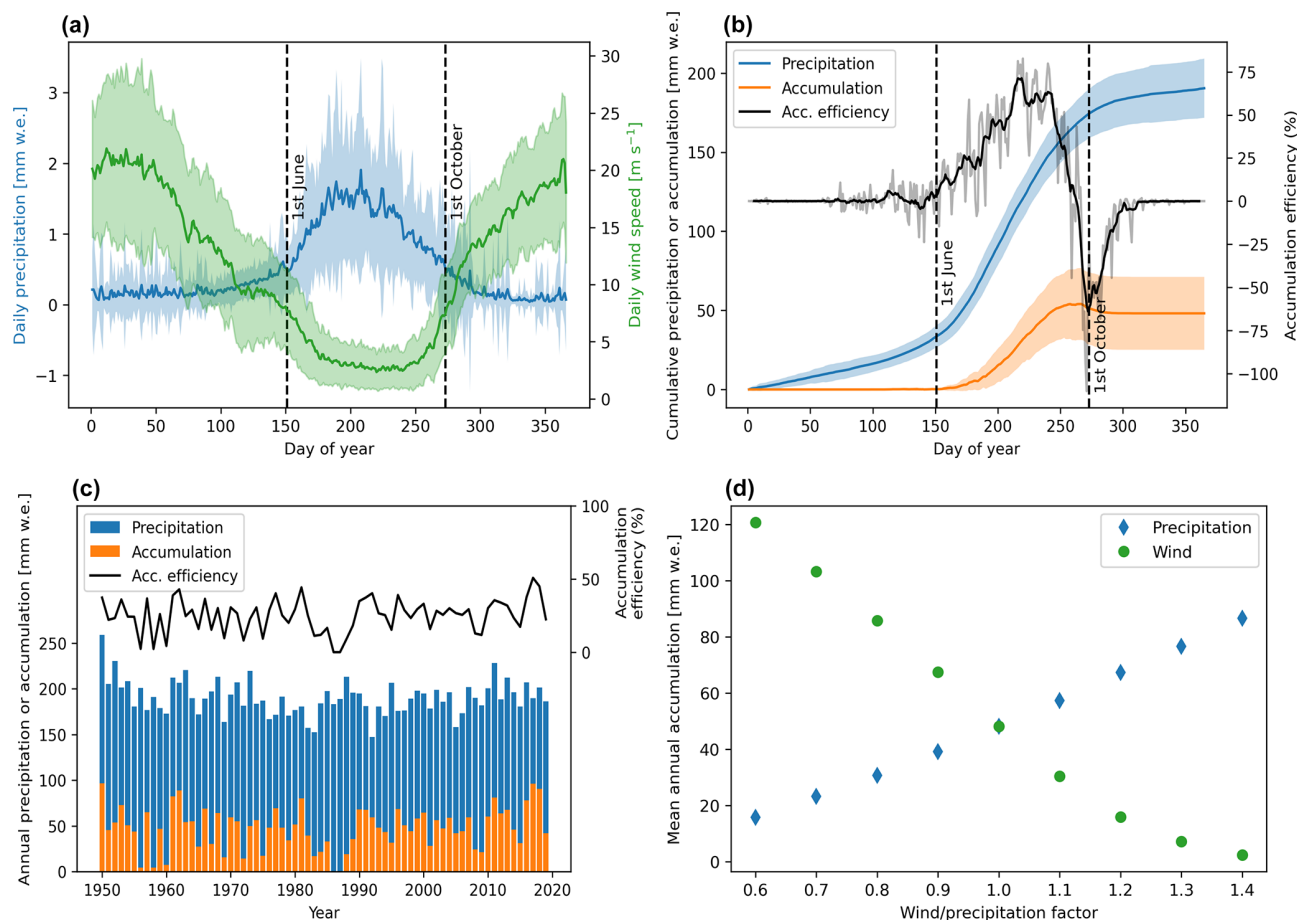 (a)
3
2
1
0
−1
30
25
20
15
10
5
0
0 50 100 150 200 250 300 350
Day of year
Daily precipitation [mm w.e.]
Daily wind speed [m s⁻¹]
1st June
1st October
(b)
Precipitation
Accumulation
Acc. efficiency
200
150
100
50
0
75
50
25
0
−25
−50
−75
−100
0 50 100 150 200 250 300 350
Day of year
Cumulative precipitation or accumulation [mm w.e.]
Accumulation efficiency (%)
1st June
1st October
(c)
Precipitation
Accumulation
Acc. efficiency
250
200
150
100
50
0
100
50
0
1950 1960 1970 1980 1990 2000 2010 2020
Year
Annual precipitation or accumulation [mm w.e.]
Accumulation
efficiency (%)
(d)
Precipitation
Wind
120
100
80
60
40
20
0
0.6 0.7 0.8 0.9 1.0 1.1 1.2 1.3 1.4
Wind/precipitation factor
Mean annual accumulation [mm w.e.]